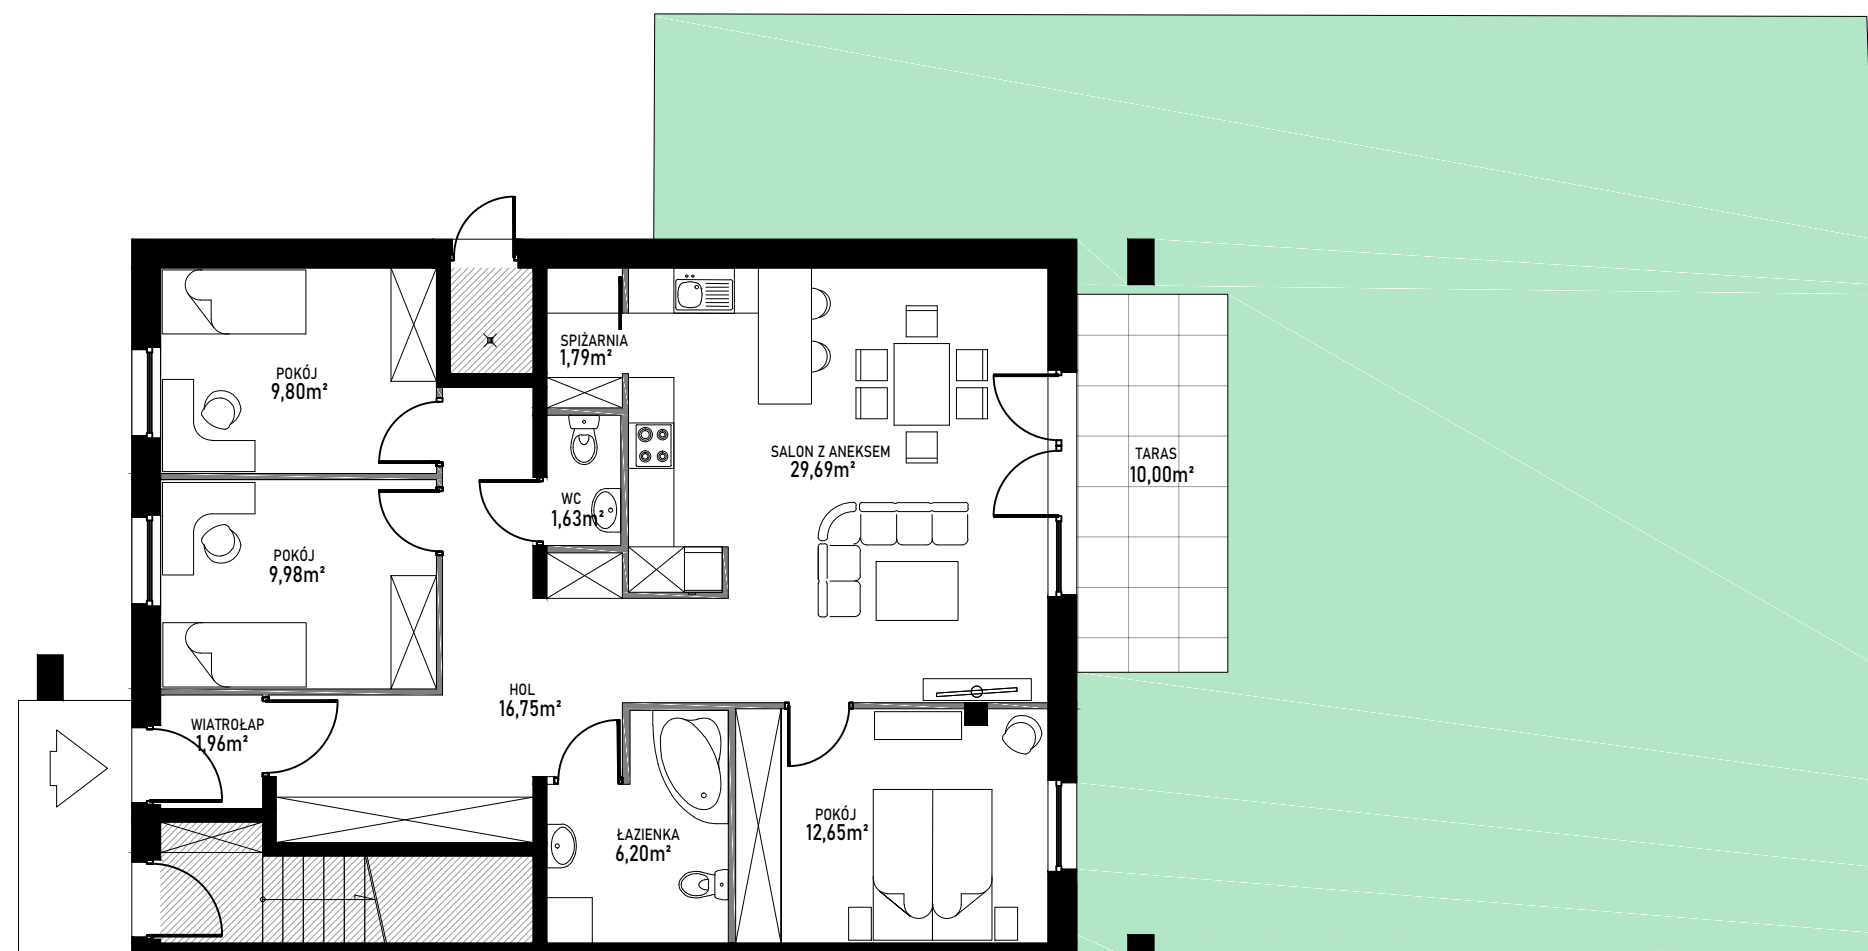 SPIŻARNIA
1,79m²
POKÓJ
9,80m²
SALON Z ANEKSEM
29,69m²
TARAS
10,00m²
WC
1,63m²
POKÓJ
9,98m²
HOL
16,75m²
WIATROŁAP
1,96m²
POKÓJ
12,65m²
ŁAZIENKA
6,20m²